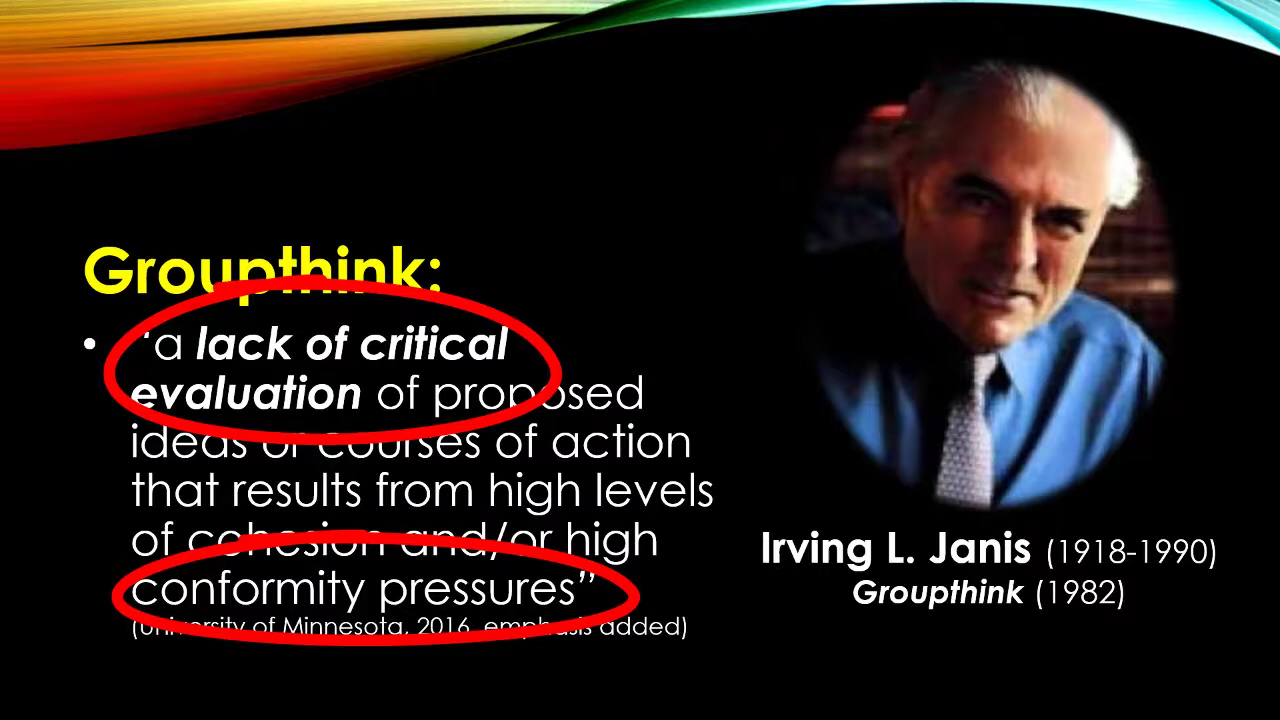 Groupthink:
• “a lack of critical
evaluation of proposed
ideas or courses of action
that results from high levels
of cohesion and/or high
conformity pressures”
(University of Minnesota, 2016, emphasis added)
Irving L. Janis (1918-1990)
Groupthink (1982)